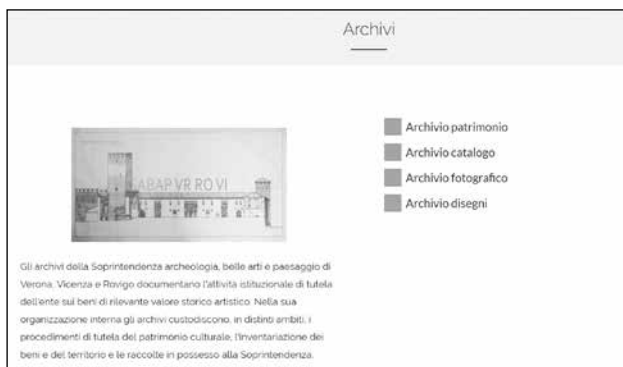 Archivi
ABAP VR RO VI
Archivio patrimonio
Archivio catalogo
Archivio fotografico
Archivio disegni
Gli archivi della Soprintendenza archeologia, belle arti e paesaggio di
Verona, Vicenza e Rovigo documentano l'attività istituzionale di tutela
dell'ente sui beni di rilevante valore storico artistico. Nella sua
organizzazione interna gli archivi custodiscono, in distinti ambiti, i
procedimenti di tutela del patrimonio culturale, l'inventariazione dei
beni e del territorio e le raccolte in possesso alla Soprintendenza.